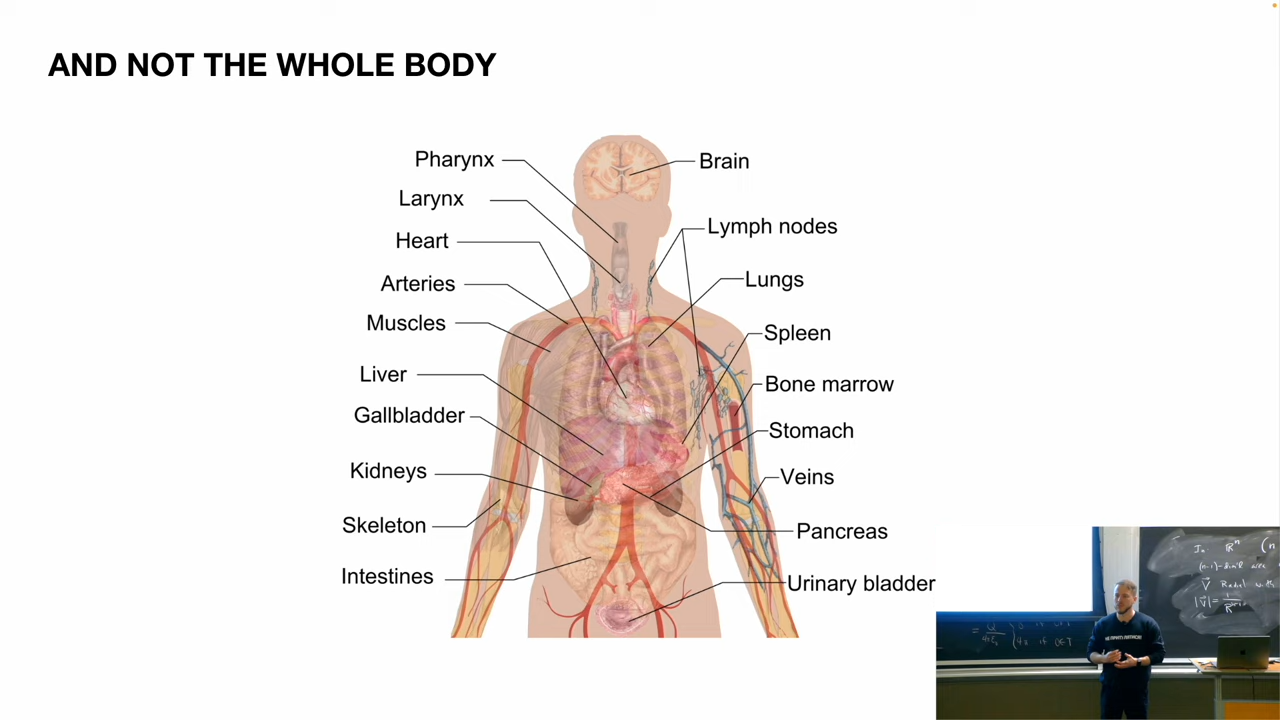 AND NOT THE WHOLE BODY
Pharynx
Brain
Larynx
Lymph nodes
Heart
Lungs
Arteries
Muscles
Spleen
Liver
Bone marrow
Gallbladder
Stomach
Kidneys
Veins
Skeleton
Pancreas
Intestines
Urinary bladder